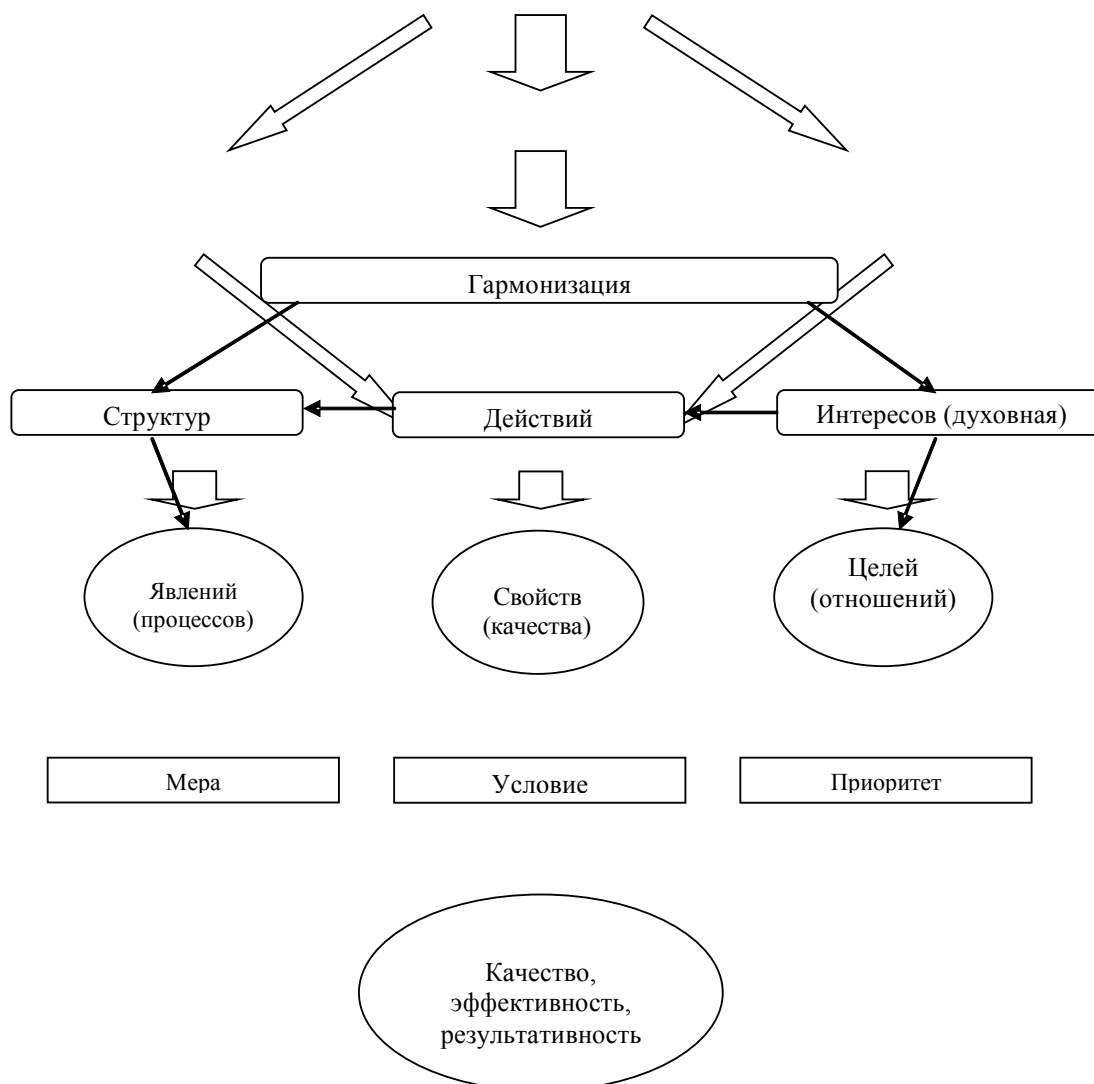 Гармонизация
Структур
Действий
Интересов (духовная)
Явлений
(процессов)
Свойств
(качества)
Целей
(отношений)
Мера
Условие
Приоритет
Качество,
эффективность,
результативность